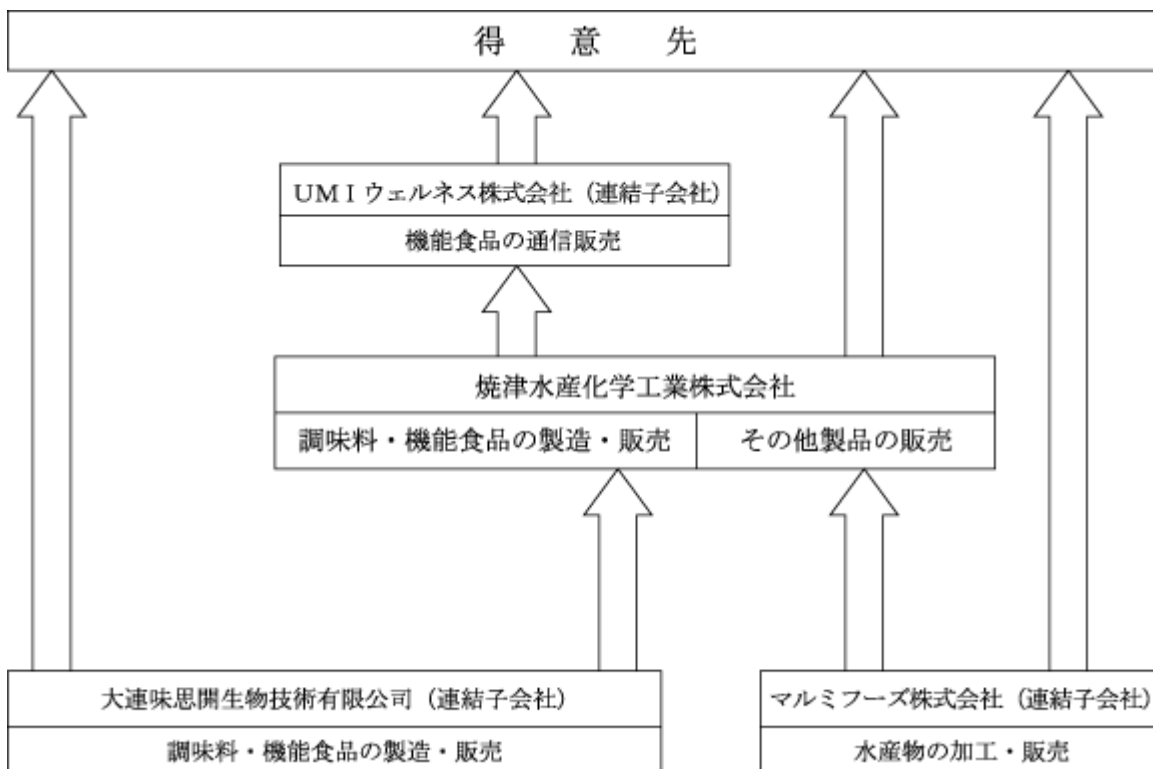 得意先
UMIウェルネス株式会社（連結子会社）
機能食品の通信販売
焼津水産化学工業株式会社
調味料・機能食品の製造・販売
その他製品の販売
大連味思開生物技術有限公司（連結子会社）
調味料・機能食品の製造・販売
マルミフーズ株式会社（連結子会社）
水産物の加工・販売